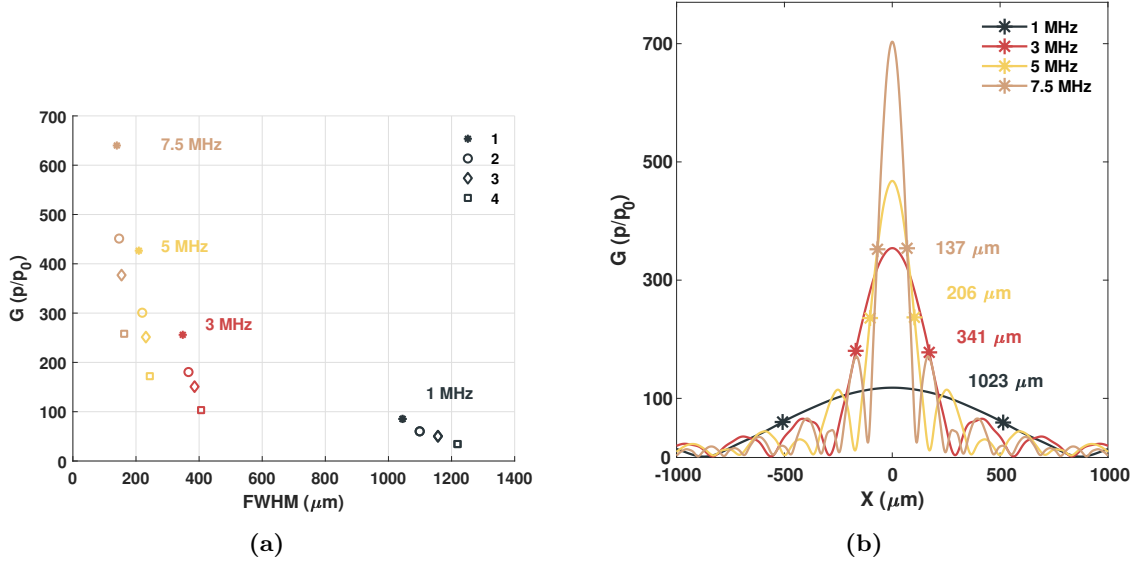 700
600
500
400
300
200
100
0
G (p/p0)
0 200 400 600 800 1000 1200 1400
FWHM (μm)
7.5 MHz
5 MHz
3 MHz
1 MHz
1
2
3
4
(a)
700
500
300
100
0
G (p/p0)
-1000 -500 0 500 1000
X (μm)
1 MHz
3 MHz
5 MHz
7.5 MHz
137 μm
206 μm
341 μm
1023 μm
(b)